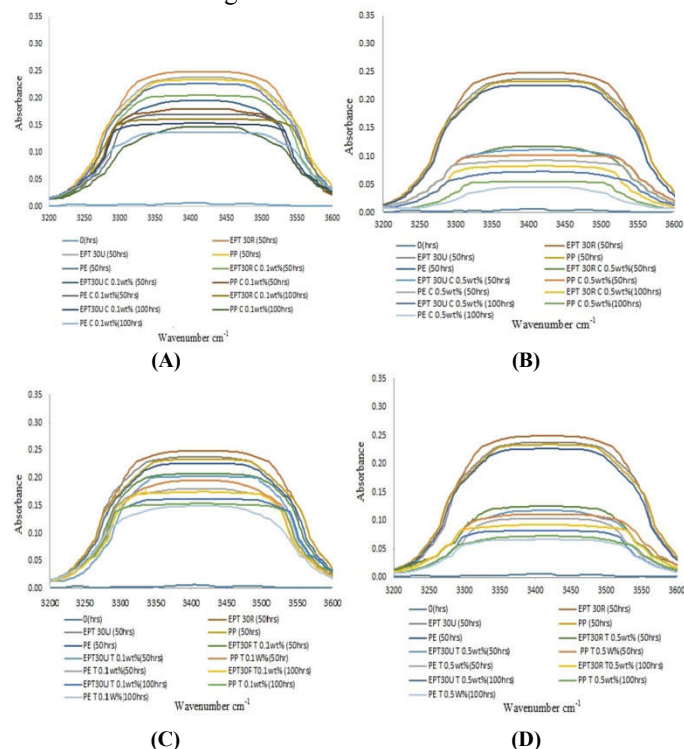 0.35
0.30
0.25
0.20
0.15
0.10
0.05
0.00
Absorbance
3200 3250 3300 3350 3400 3450 3500 3550 3600
0(hrs) EPT 30R (50hrs)
EPT 30U (50hrs) PP (50hrs)
PE (50hrs) EPT30R C 0.1wt%(50hrs)
EPT30U C 0.1wt% (50hrs) PP C 0.1wt%(50hrs)
PE C 0.1wt%(50hrs) EPT30R C 0.1wt%(100hrs)
EPT30U C 0.1wt% (100hrs) PP C 0.1wt%(100hrs)
PE C 0.1wt%(100hrs)
Wavenumber cm-1
(A)
0.35
0.30
0.25
0.20
0.15
0.10
0.05
0.00
Absorbance
3200 3250 3300 3350 3400 3450 3500 3550 3600
0(hrs) EPT 30R (50hrs)
EPT 30U (50hrs) PP (50hrs)
PE (50hrs) EPT 30R C 0.5wt%(50hrs)
EPT 30U C 0.5wt%(50hrs) PP C 0.5wt%(50hrs)
PE C 0.5wt% (50hrs) EPT 30R C 0.5wt% (100hrs)
EPT 30U C 0.5wt% (100hrs) PP C 0.5wt% (100hrs)
PE C 0.5wt% (100hrs)
Wavenumber cm-1
(B)
0.35
0.30
0.25
0.20
0.15
0.10
0.05
0.00
Absorbance
3200 3250 3300 3350 3400 3450 3500 3550 3600
0(hrs) EPT 30R (50hrs)
EPT 30U (50hrs) PP (50hrs)
PE (50hrs) EPT30F T 0.1wt% (50hrs)
EPT30U T 0.1wt%(50hrs) PP T 0.1W%(50hr)
PE T 0.1wt%(50hrs) EPT30F T0.1wt% (100hrs)
EPT30U T 0.1wt%(100hrs) PP T 0.1wt%(100hrs)
PE T 0.1W%(100hrs)
Wavenumber cm-1
(C)
0.35
0.30
0.25
0.20
0.15
0.10
0.05
0.00
Absorbance
3200 3250 3300 3350 3400 3450 3500 3550 3600
0(hrs) EPT 30R (50hrs)
EPT 30U (50hrs) PP (50hrs)
PE (50hrs) EPT30R T 0.5wt% (50hrs)
EPT30U T 0.5wt%(50hrs) PP T 0.5W%(50hrs)
PE T 0.5wt%(50hrs) EPT30R T0.5wt% (100hrs)
EPT30U T 0.5wt%(100hrs) PP T 0.5wt%(100hrs)
PE T 0.5W%(100hrs)
Wavenumber cm-1
(D)